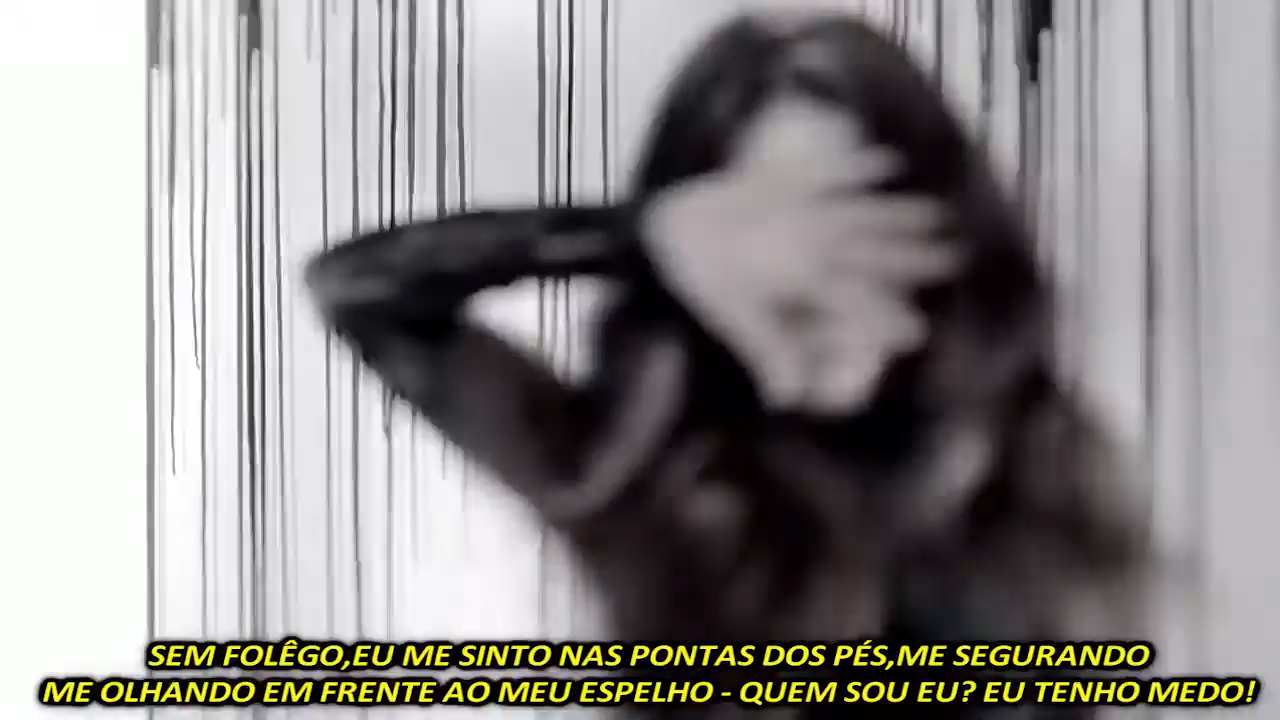 SEM FOLÊGO,EU ME SINTO NAS PONTAS DOS PÉS,ME SEGURANDO
ME OLHANDO EM FRENTE AO MEU ESPELHO - QUEM SOU EU? EU TENHO MEDO!